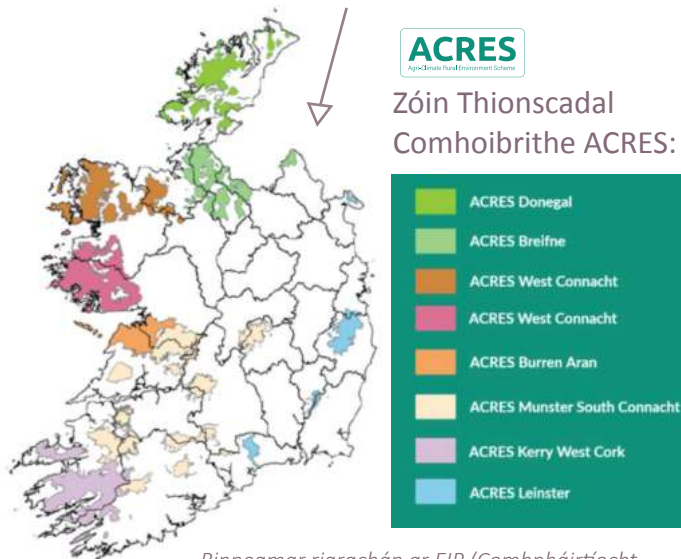 ACRES
Agri-Climate Rural Environment Scheme
Zóin Thionscadal
Comhoibrithe ACRES:
ACRES Donegal
ACRES Breifne
ACRES West Connacht
ACRES West Connacht
ACRES Burren Aran
ACRES Munster South Connacht
ACRES Kerry West Cork
ACRES Leinster